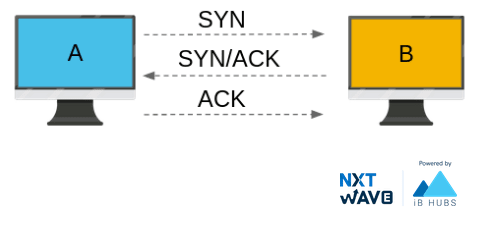 SYN
A
SYN/ACK
B
ACK
Powered by
NXT
WAVE
iB HUBS